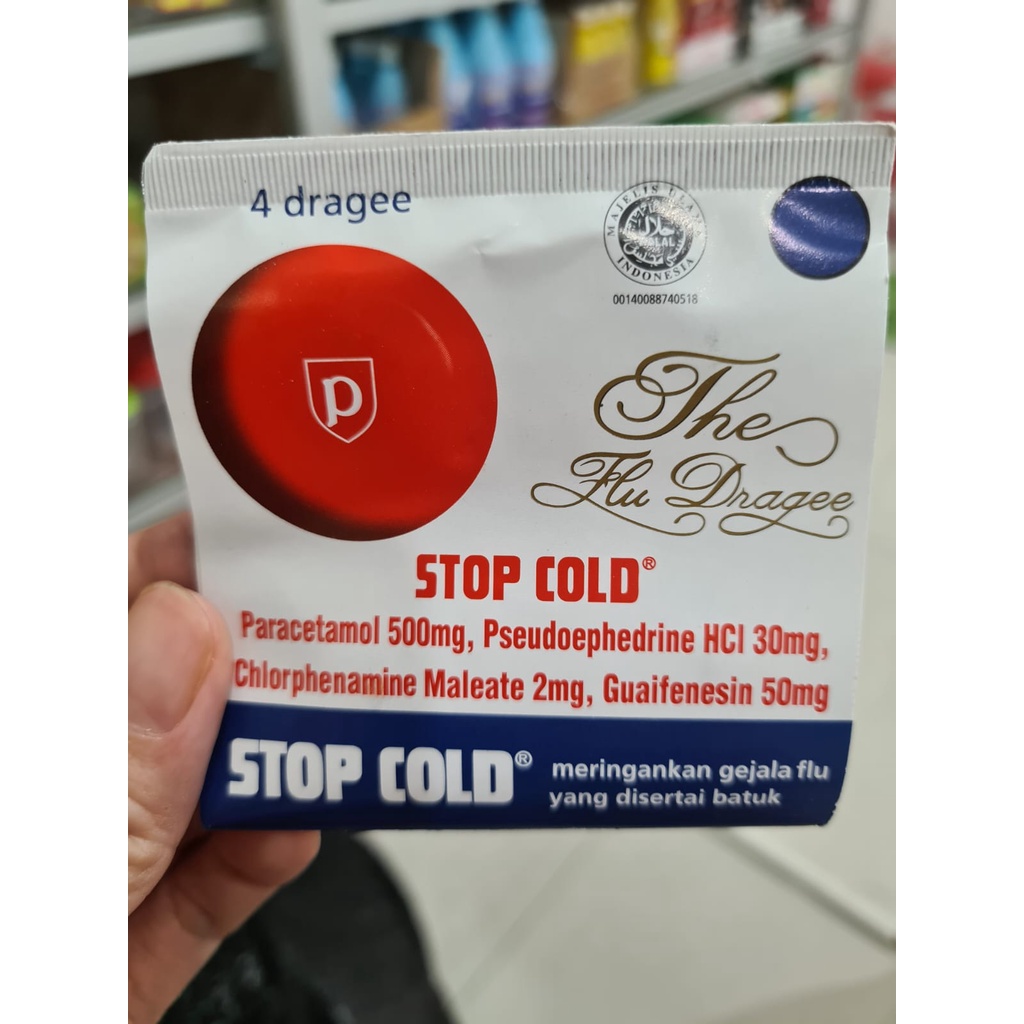 4 dragee
MAJELIS ULAMA
حلال
HALAL
INDONESIA
00140088740518
p
The
Flu Dragee
STOP COLD®
Paracetamol 500mg, Pseudoephedrine HCl 30mg,
Chlorphenamine Maleate 2mg, Guaifenesin 50mg
STOP COLD® meringankan gejala flu
yang disertai batuk